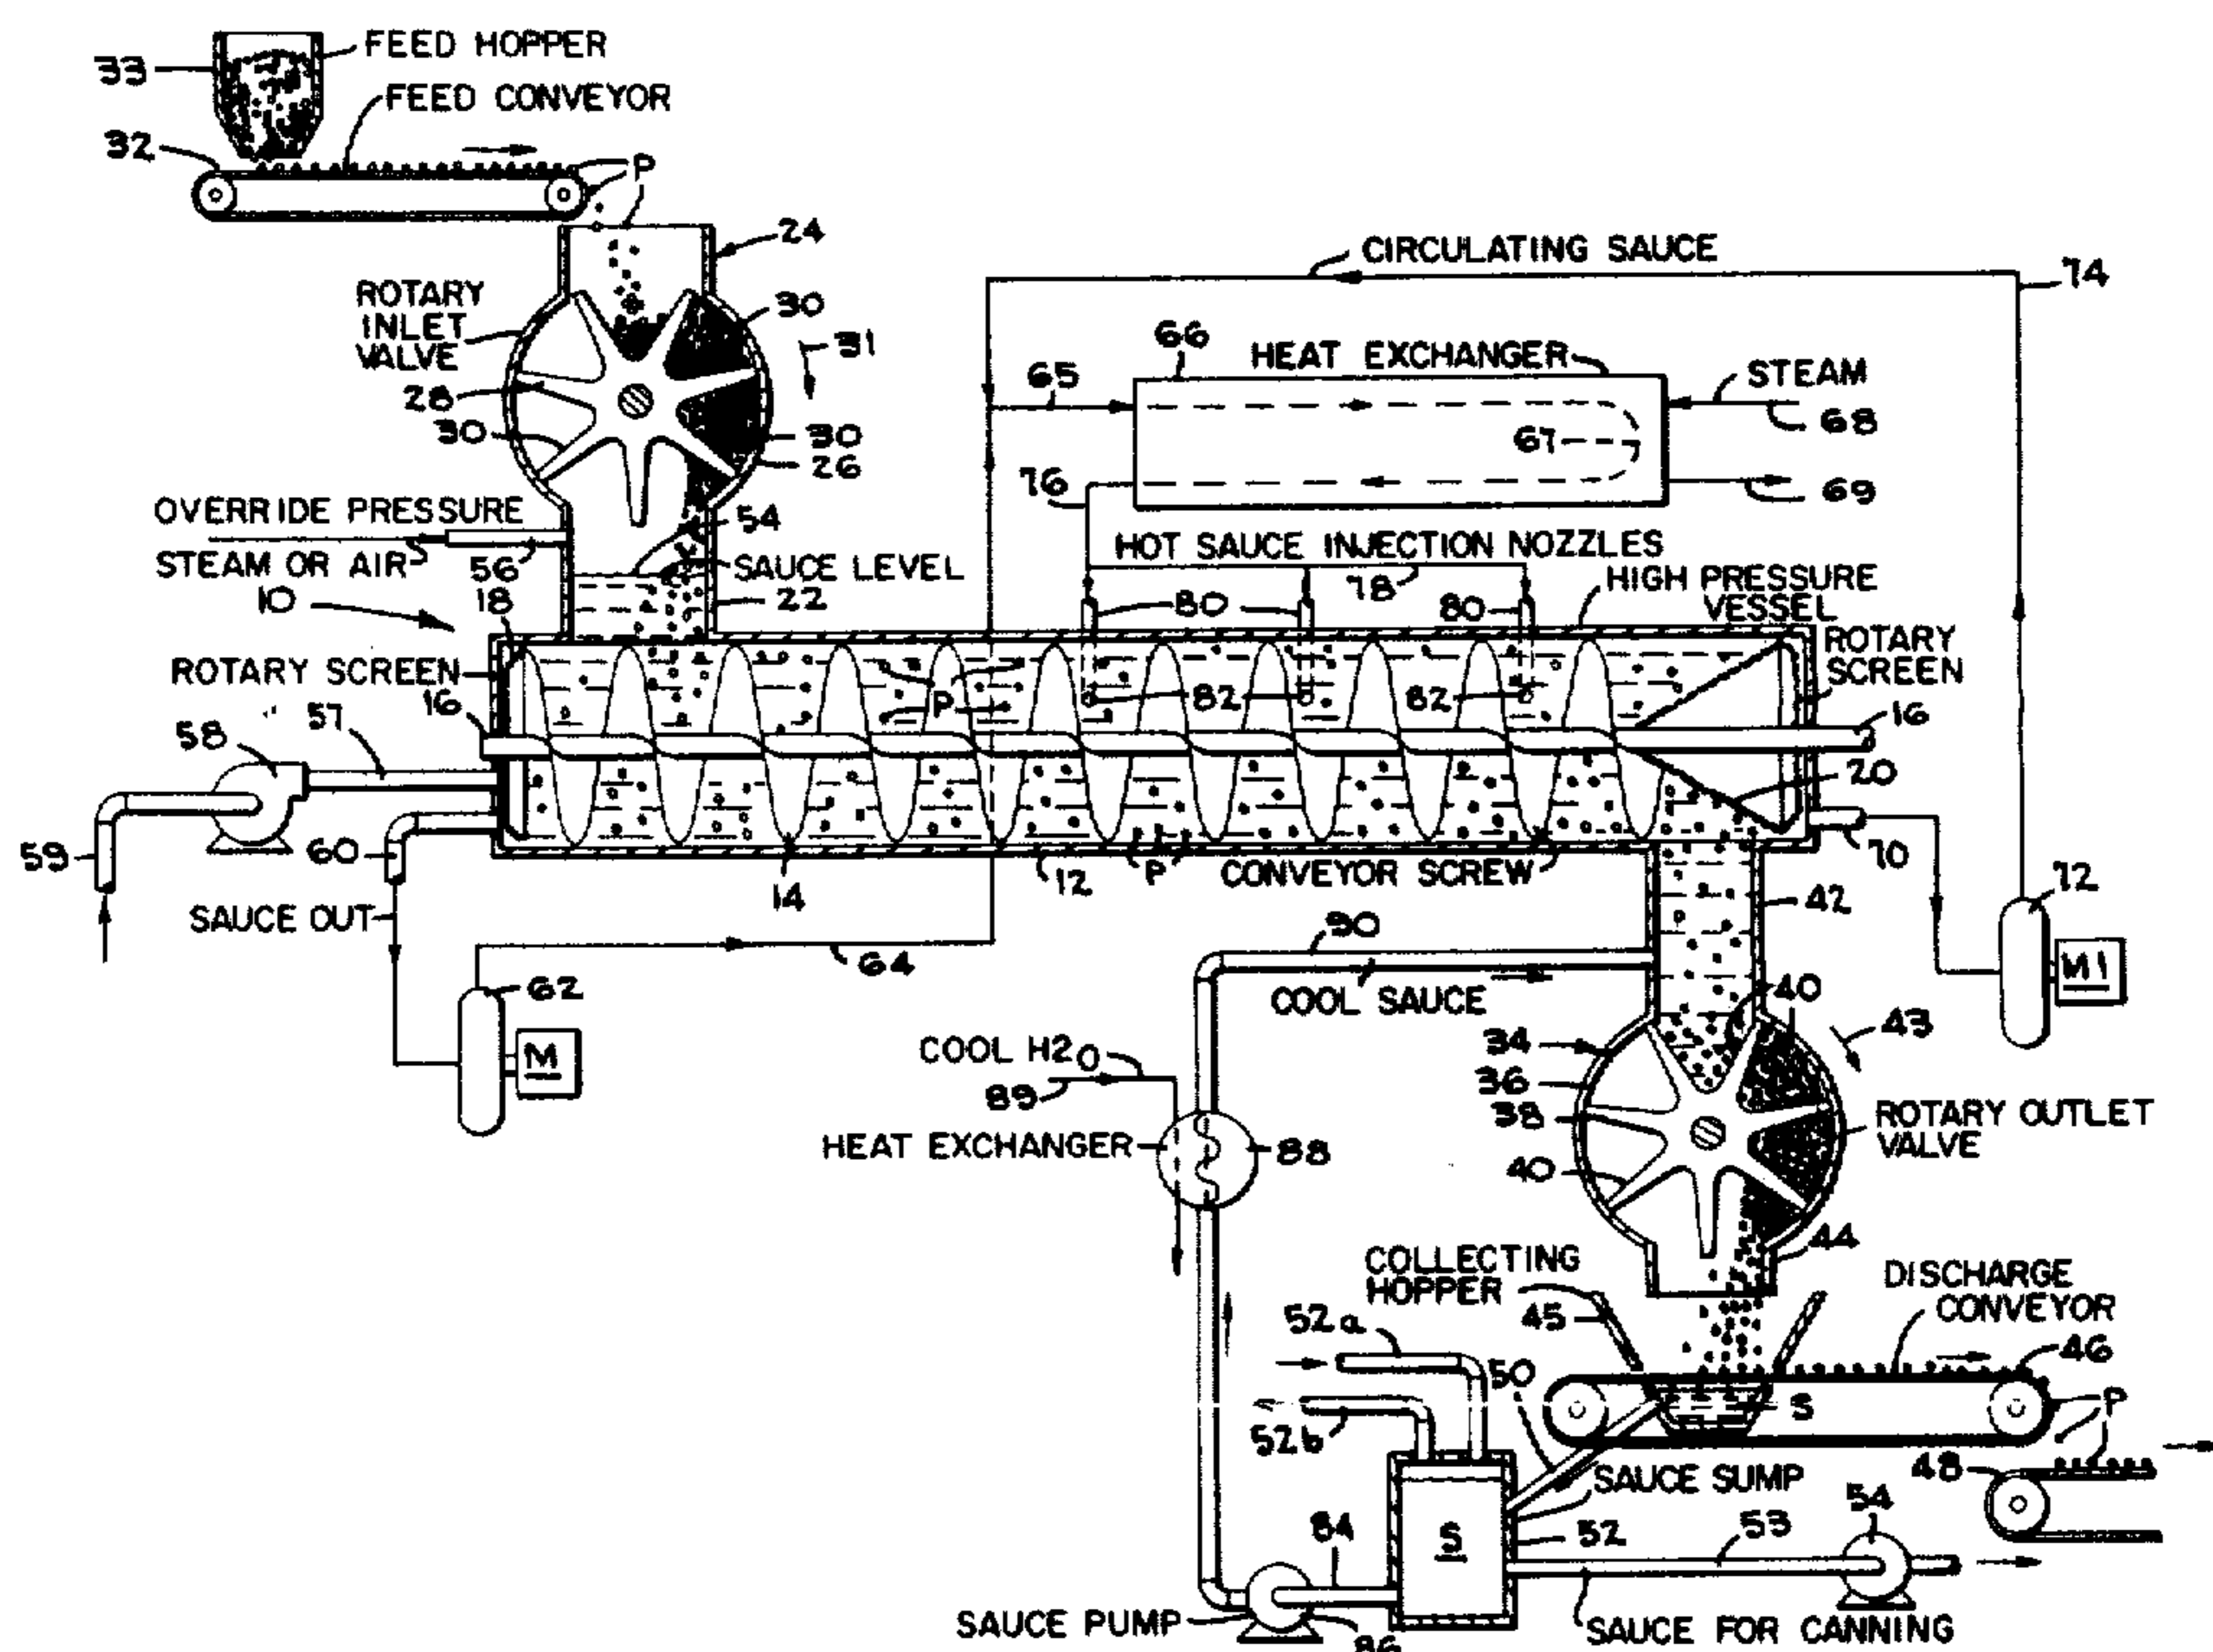 FEED HOPPER
33
FEED CONVEYOR
32
P
24
CIRCULATING SAUCE
74
ROTARY
INLET
VALVE
30
31
66
HEAT EXCHANGER
65
STEAM
28
68
30
30
67
26
76
69
OVERRIDE PRESSURE
54
STEAM OR AIR
56
HOT SAUCE INJECTION NOZZLES
SAUCE LEVEL
78
HIGH PRESSURE
VESSEL
10
18
22
80
80
ROTARY
SCREEN
ROTARY SCREEN
P
16
82
82
P
16
58
57
20
59
60
70
12
P
CONVEYOR SCREW
14
72
SAUCE OUT
42
90
64
62
COOL SAUCE
M1
40
M
43
COOL H2O
34
89
36
38
ROTARY OUTLET
VALVE
HEAT EXCHANGER
88
40
44
COLLECTING
HOPPER
DISCHARGE
CONVEYOR
45
52a
46
50
S
P
52b
48
SAUCE SUMP
54
84
S
52
53
SAUCE PUMP
86
SAUCE FOR CANNING